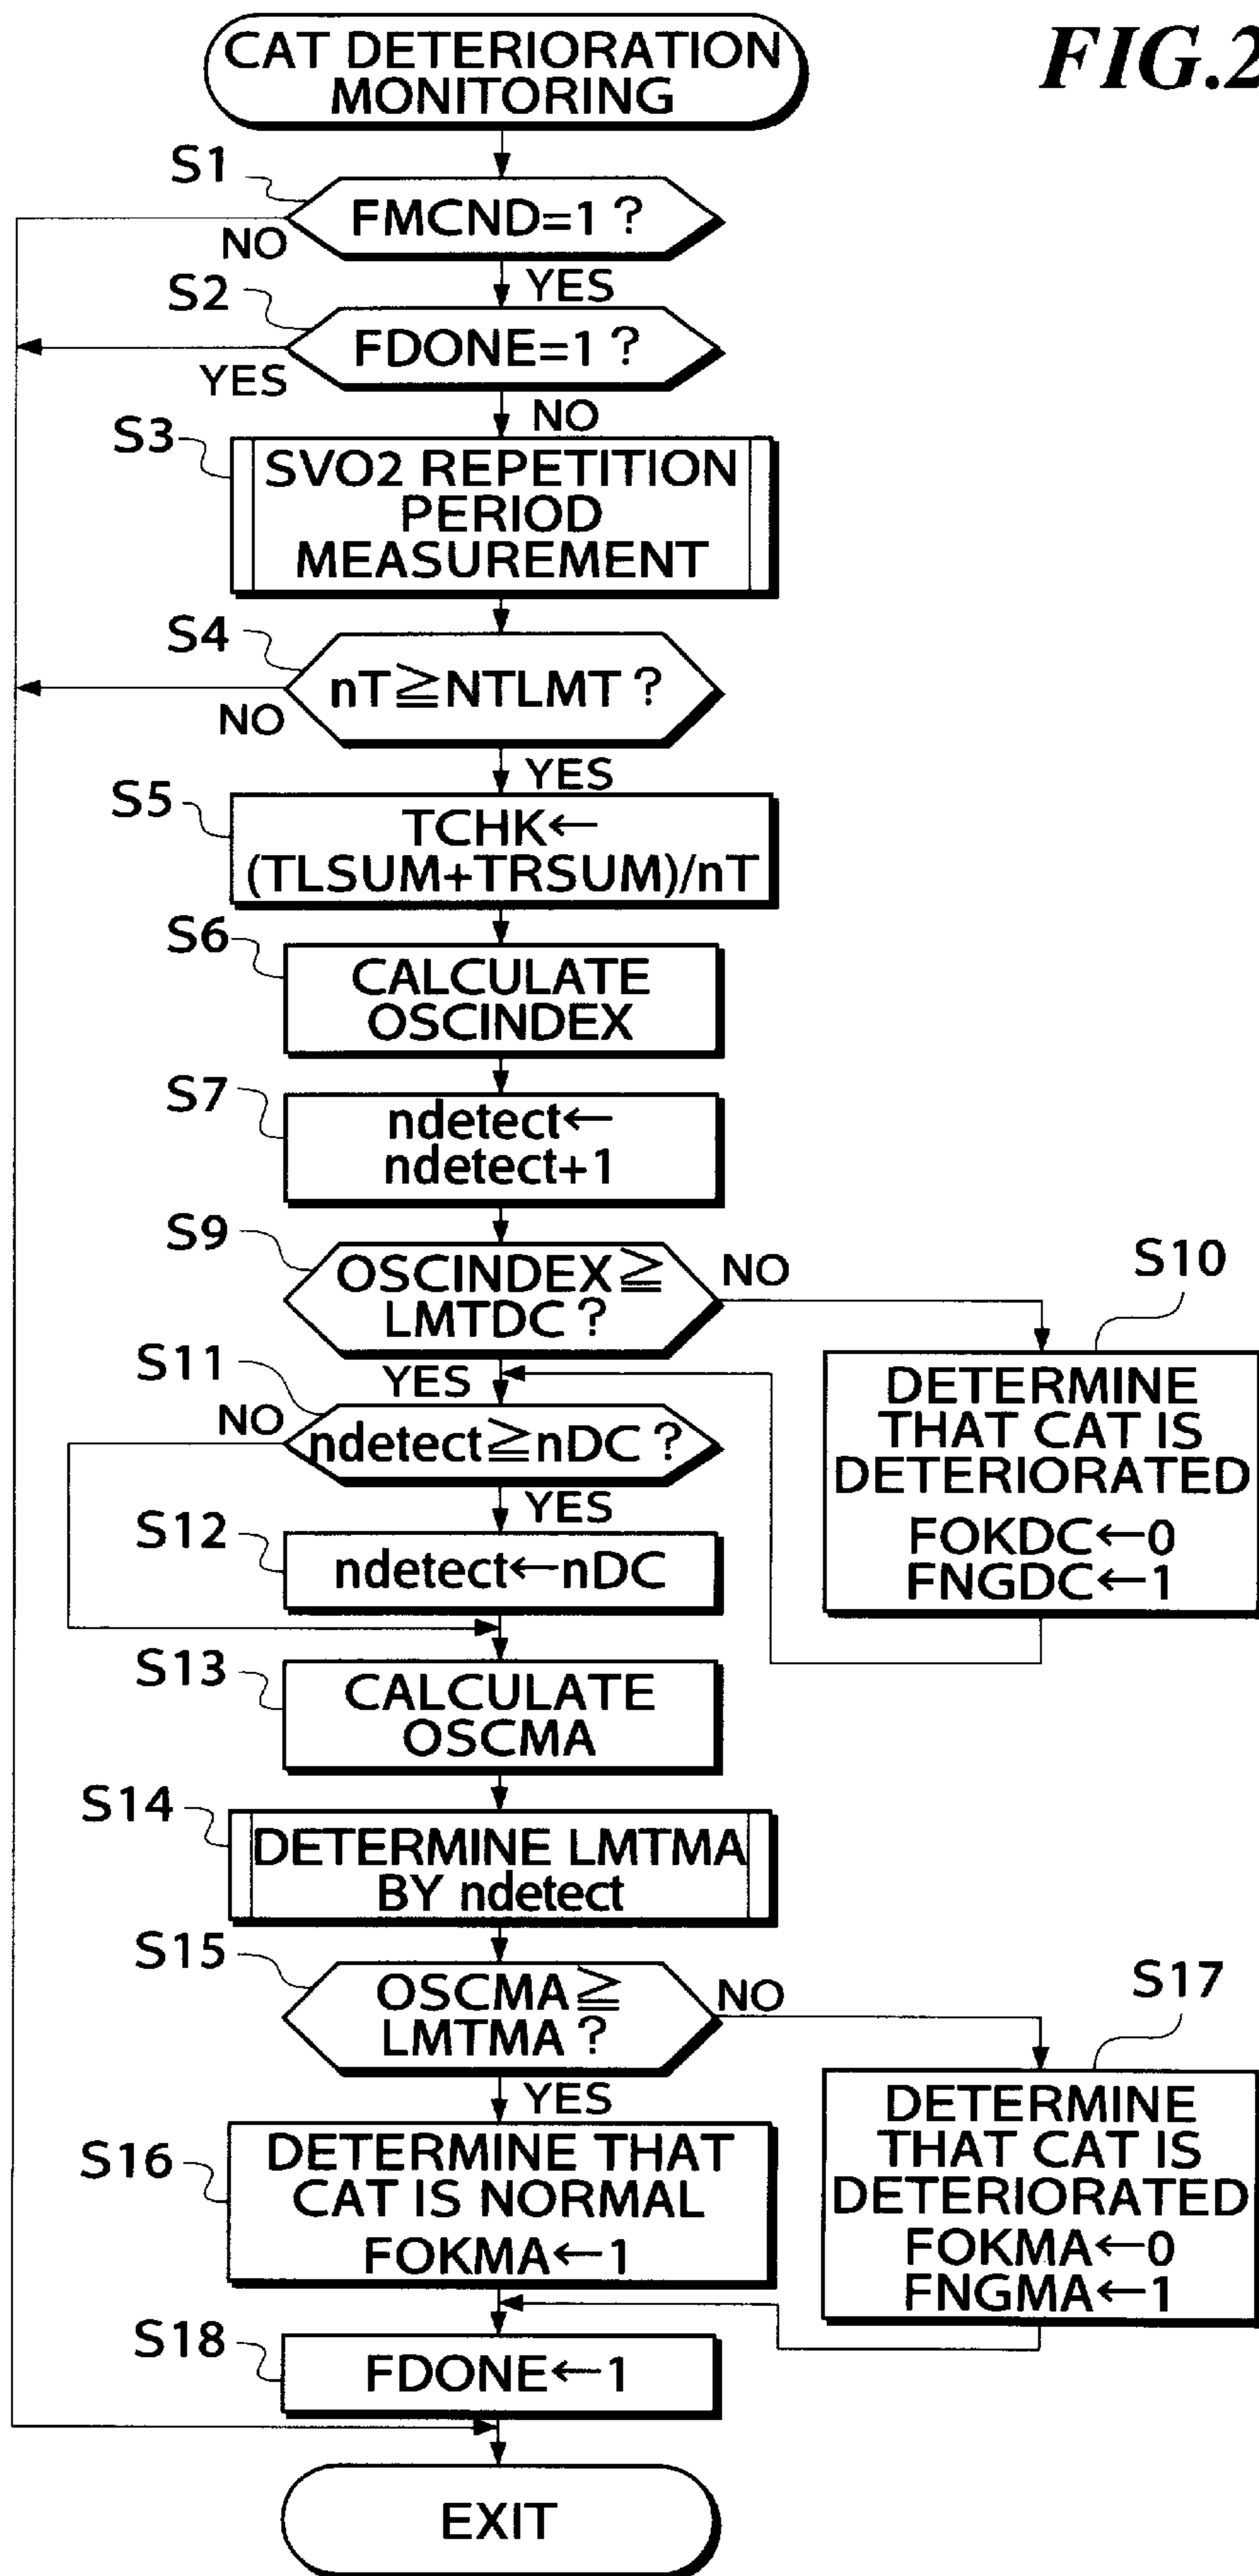 FIG.2
CAT DETERIORATION
MONITORING
S1
FMCND=1?
NO
YES
S2
FDONE=1?
YES
NO
S3
SVO2 REPETITION
PERIOD
MEASUREMENT
S4
nT≧NTLMT?
NO
YES
S5
TCHK←
(TLSUM+TRSUM)/nT
S6
CALCULATE
OSCINDEX
S7
ndetect←
ndetect+1
S9
OSCINDEX≧
LMTDC?
NO
YES
S10
DETERMINE
THAT CAT IS
DETERIORATED
FOKDC←0
FNGDC←1
S11
ndetect≧nDC?
NO
YES
S12
ndetect←nDC
S13
CALCULATE
OSCMA
S14
DETERMINE LMTMA
BY ndetect
S15
OSCMA≧
LMTMA?
NO
YES
S17
DETERMINE
THAT CAT IS
DETERIORATED
FOKMA←0
FNGMA←1
S16
DETERMINE THAT
CAT IS NORMAL
FOKMA←1
S18
FDONE←1
EXIT